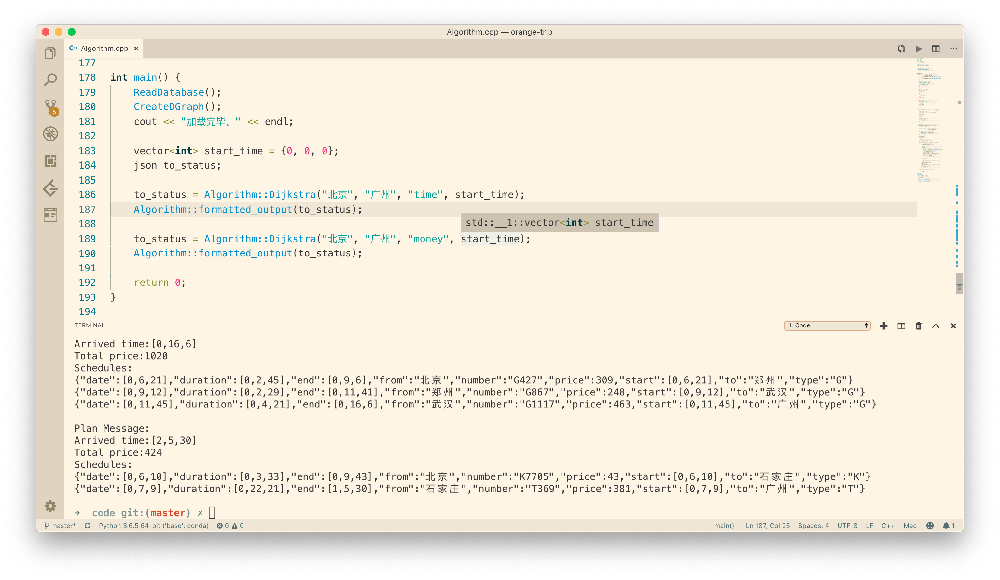 Algorithm.cpp — orange-trip
Algorithm.cpp
177
178 int main() {
179 ReadDatabase();
180 CreateDGraph();
181 cout << "加载完毕。" << endl;
182
183 vector<int> start_time = {0, 0, 0};
184 json to_status;
185
186 to_status = Algorithm::Dijkstra("北京", "广州", "time", start_time);
187 Algorithm::formatted_output(to_status);
188
std::__1::vector<int> start_time
189 to_status = Algorithm::Dijkstra("北京", "广州", "money", start_time);
190 Algorithm::formatted_output(to_status);
191
192 return 0;
193 }
194
5
TERMINAL
1: Code
Arrived time:[0,16,6]
Total price:1020
Schedules:
{"date":[0,6,21],"duration":[0,2,45],"end":[0,9,6],"from":"北京","number":"G427","price":309,"start":[0,6,21],"to":"郑州","type":"G"}
{"date":[0,9,12],"duration":[0,2,29],"end":[0,11,41],"from":"郑州","number":"G867","price":248,"start":[0,9,12],"to":"武汉","type":"G"}
{"date":[0,11,45],"duration":[0,4,21],"end":[0,16,6],"from":"武汉","number":"G1117","price":463,"start":[0,11,45],"to":"广州","type":"G"}
Plan Message:
Arrived time:[2,5,30]
Total price:424
Schedules:
{"date":[0,6,10],"duration":[0,3,33],"end":[0,9,43],"from":"北京","number":"K7705","price":43,"start":[0,6,10],"to":"石家庄","type":"K"}
{"date":[0,7,9],"duration":[0,22,21],"end":[1,5,30],"from":"石家庄","number":"T369","price":381,"start":[0,7,9],"to":"广州","type":"T"}
➜ code git:(master) ✗
master* Python 3.6.5 64-bit ('base': conda) 0 0 main() Ln 187, Col 25 Spaces: 4 UTF-8 LF C++ Mac 1